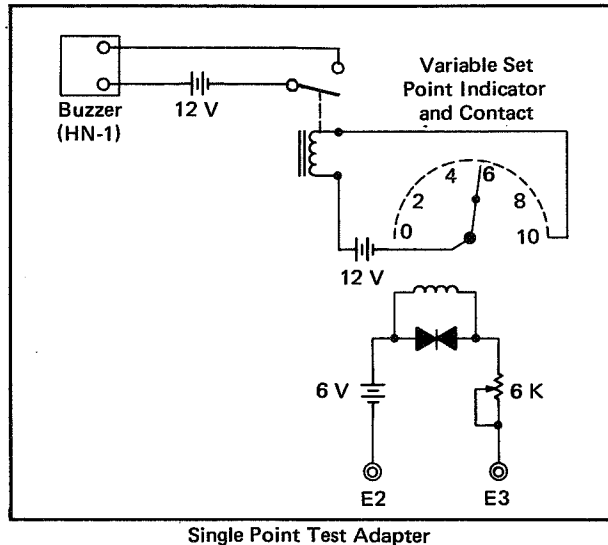 Buzzer
(HN-1)
12 V
Variable Set
Point Indicator
and Contact
0
2
4
6
8
10
12 V
6 V
6 K
E2
E3
Single Point Test Adapter